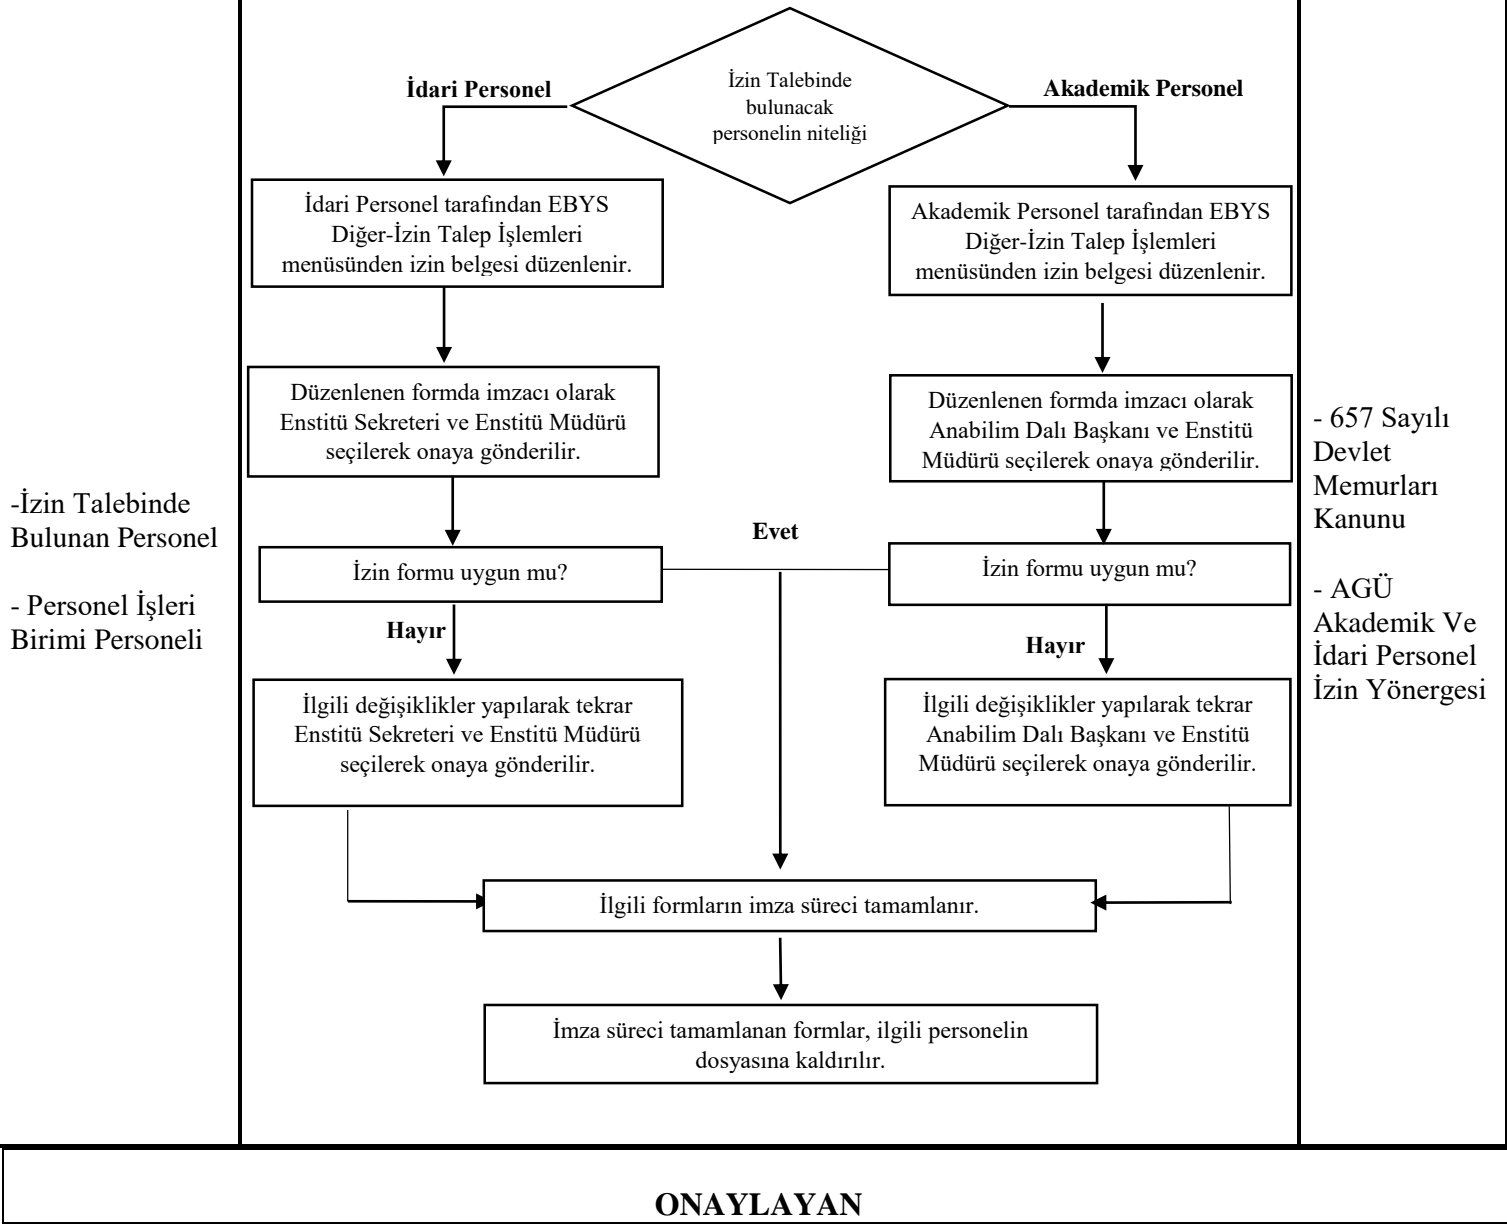 -İzin Talebinde
Bulunan Personel
- Personel İşleri
Birimi Personeli
İzin Talebinde
bulunacak
personelin niteliği
İdari Personel
Akademik Personel
İdari Personel tarafından EBYS
Diğer-İzin Talep İşlemleri
menüsünden izin belgesi düzenlenir.
Akademik Personel tarafından EBYS
Diğer-İzin Talep İşlemleri
menüsünden izin belgesi düzenlenir.
Düzenlenen formda imzacı olarak
Enstitü Sekreteri ve Enstitü Müdürü
seçilerek onaya gönderilir.
Düzenlenen formda imzacı olarak
Anabilim Dalı Başkanı ve Enstitü
Müdürü seçilerek onaya gönderilir.
Evet
İzin formu uygun mu?
İzin formu uygun mu?
Hayır
Hayır
İlgili değişiklikler yapılarak tekrar
Enstitü Sekreteri ve Enstitü Müdürü
seçilerek onaya gönderilir.
İlgili değişiklikler yapılarak tekrar
Anabilim Dalı Başkanı ve Enstitü
Müdürü seçilerek onaya gönderilir.
İlgili formların imza süreci tamamlanır.
İmza süreci tamamlanan formlar, ilgili personelin
dosyasına kaldırılır.
- 657 Sayılı
Devlet
Memurları
Kanunu
- AGÜ
Akademik Ve
İdari Personel
İzin Yönergesi
ONAYLAYAN